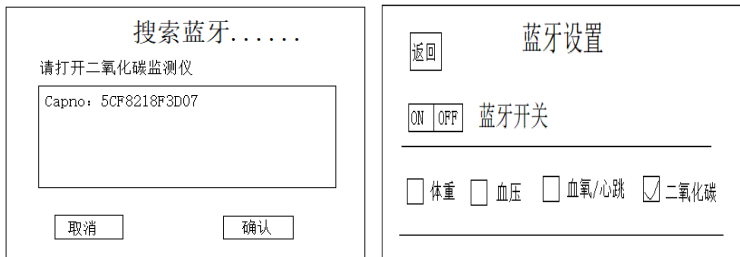 搜索蓝牙......
请打开二氧化碳监测仪
Capno：5CF8218F3D07
取消
确认
蓝牙设置
返回
ON OFF 蓝牙开关
体重 血压 血氧/心跳 二氧化碳